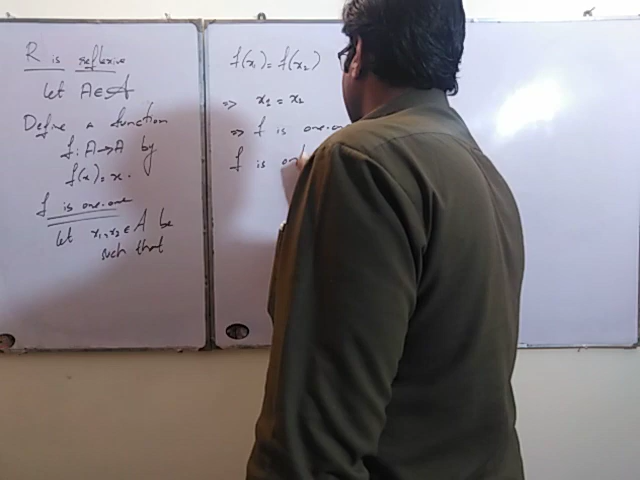 R is reflexive
let A ∈ 𝒜
Define a function
f: A → A by
f(x) = x.
f is one-one
let x₁, x₂ ∈ A be
such that
f(x₁) = f(x₂)
⇒ x₁ = x₂
⇒ f is one-on
f is on